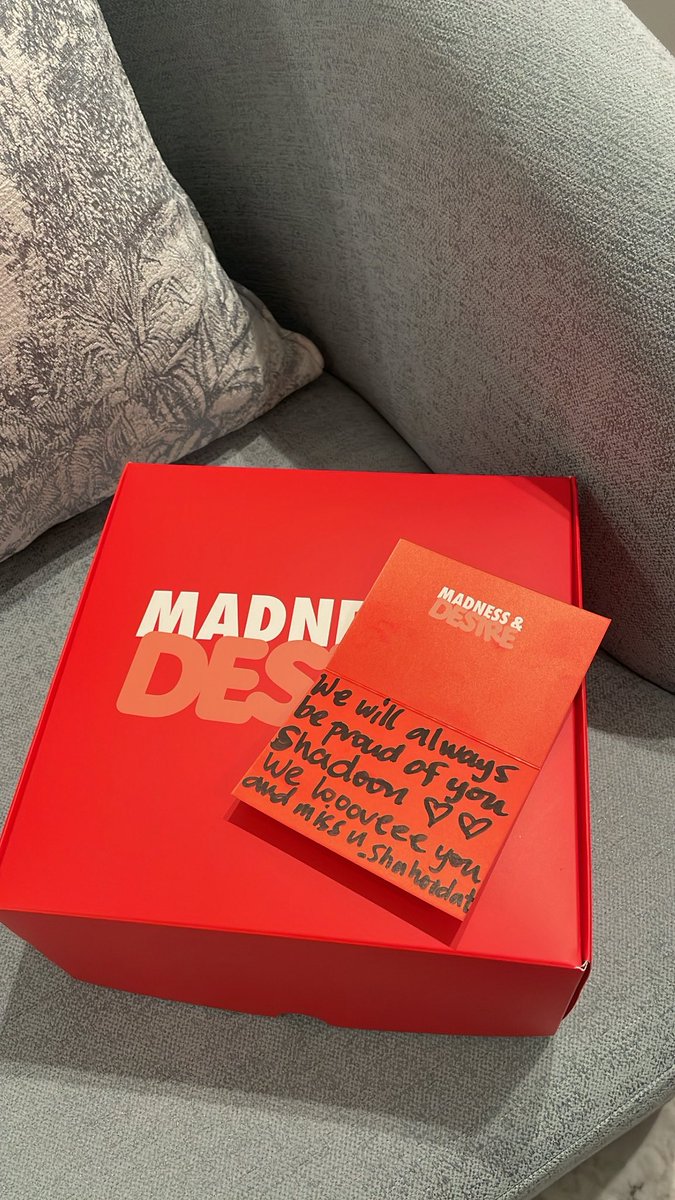 MADNE
DES
MADNESS &
DESIRE
We will always
be proud of you
Shadoon ♡ ♡
We loooveee you
and miss u